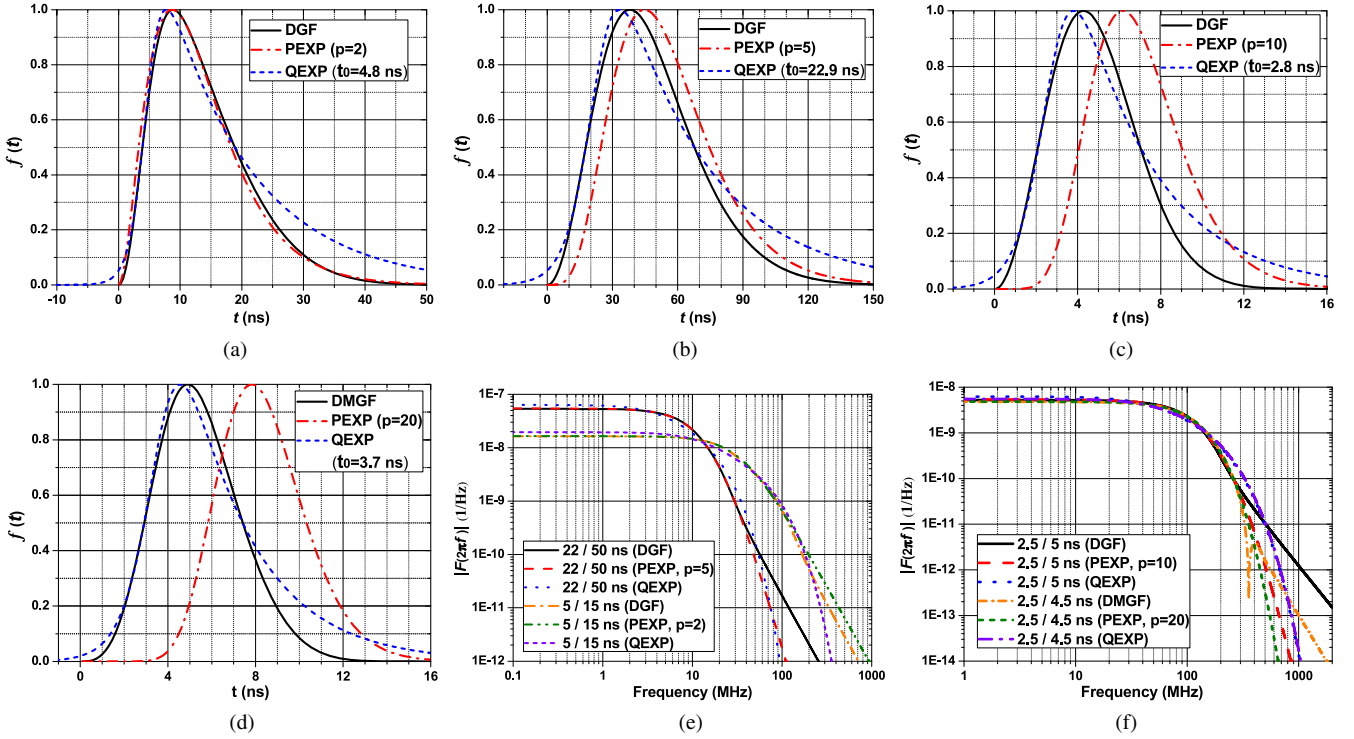 DGF
PEXP (p=2)
QEXP (t0=4.8 ns)
f (t)
1.0
0.8
0.6
0.4
0.2
0.0
-10 0 10 20 30 40 50
t (ns)
(a)
DGF
PEXP (p=5)
QEXP (t0=22.9 ns)
f (t)
1.0
0.8
0.6
0.4
0.2
0.0
0 30 60 90 120 150
t (ns)
(b)
DGF
PEXP (p=10)
QEXP (t0=2.8 ns)
f (t)
1.0
0.8
0.6
0.4
0.2
0.0
0 4 8 12 16
t (ns)
(c)
DMGF
PEXP (p=20)
QEXP
(t0=3.7 ns)
f (t)
1.0
0.8
0.6
0.4
0.2
0.0
0 4 8 12 16
t (ns)
(d)
|F(2πf)| (1/Hz)
1E-7
1E-8
1E-9
1E-10
1E-11
1E-12
22 / 50 ns (DGF)
22 / 50 ns (PEXP, p=5)
22 / 50 ns (QEXP)
5 / 15 ns (DGF)
5 / 15 ns (PEXP, p=2)
5 / 15 ns (QEXP)
0.1 1 10 100 1000
Frequency (MHz)
(e)
|F(2πf)| (1/Hz)
1E-8
1E-9
1E-10
1E-11
1E-12
1E-13
1E-14
2.5 / 5 ns (DGF)
2.5 / 5 ns (PEXP, p=10)
2.5 / 5 ns (QEXP)
2.5 / 4.5 ns (DMGF)
2.5 / 4.5 ns (PEXP, p=20)
2.5 / 4.5 ns (QEXP)
1 10 100 1000
Frequency (MHz)
(f)